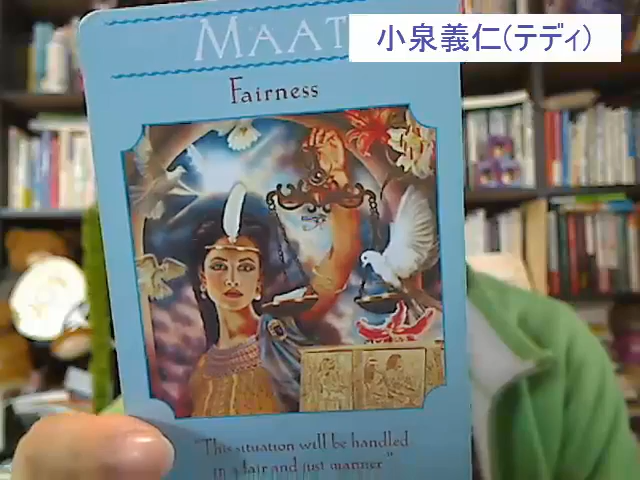 MAAT
小泉義仁(テディ)
Fairness
"This situation will be handled
in a fair and just manner"